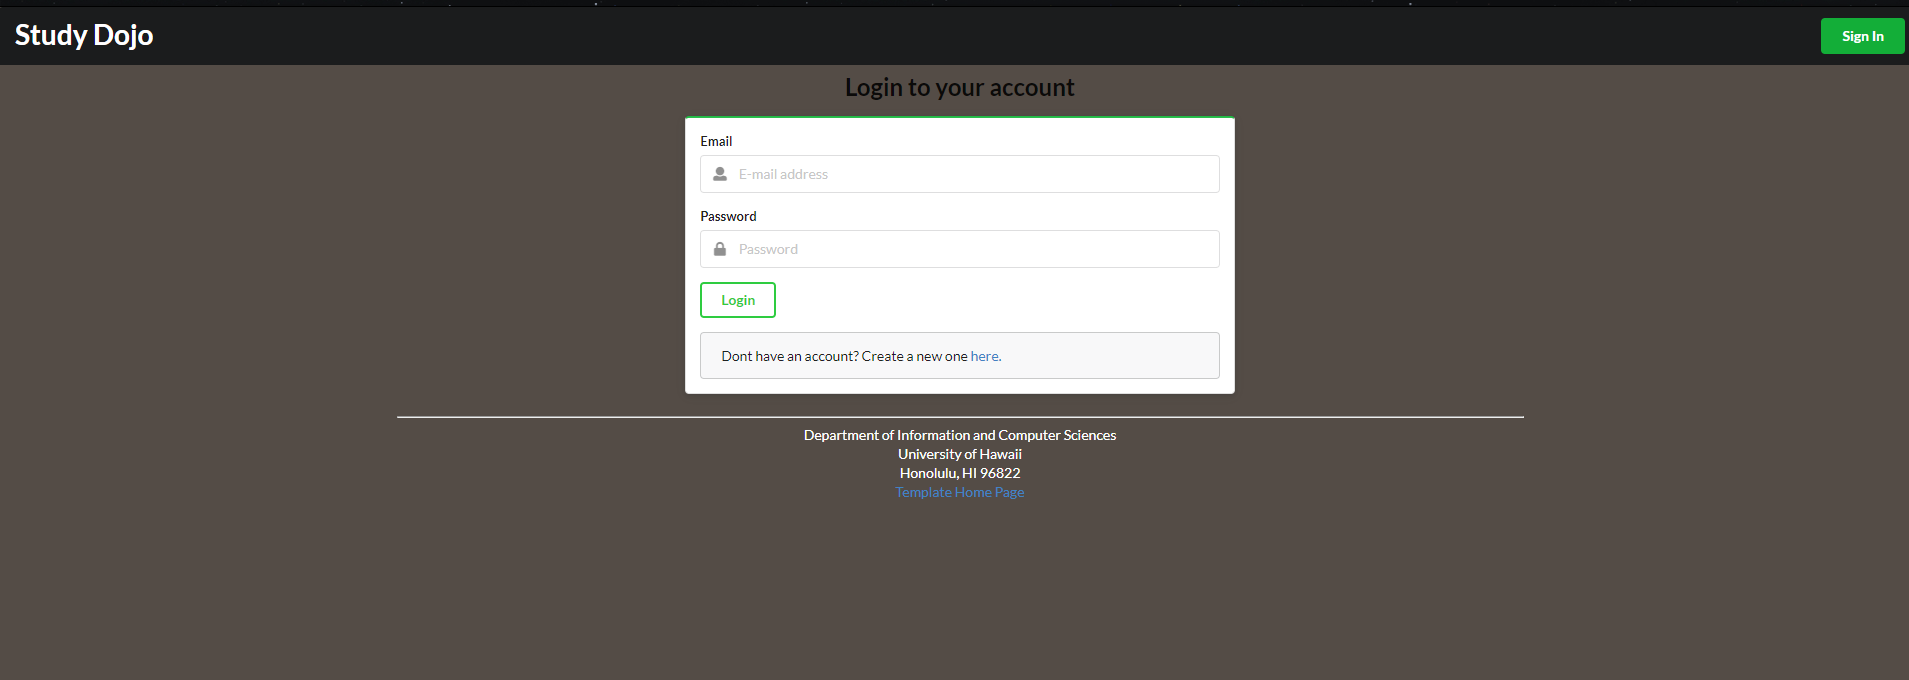 Study Dojo
Sign In
Login to your account
Email
E-mail address
Password
Password
Login
Dont have an account? Create a new one here.
Department of Information and Computer Sciences
University of Hawaii
Honolulu, HI 96822
Template Home Page